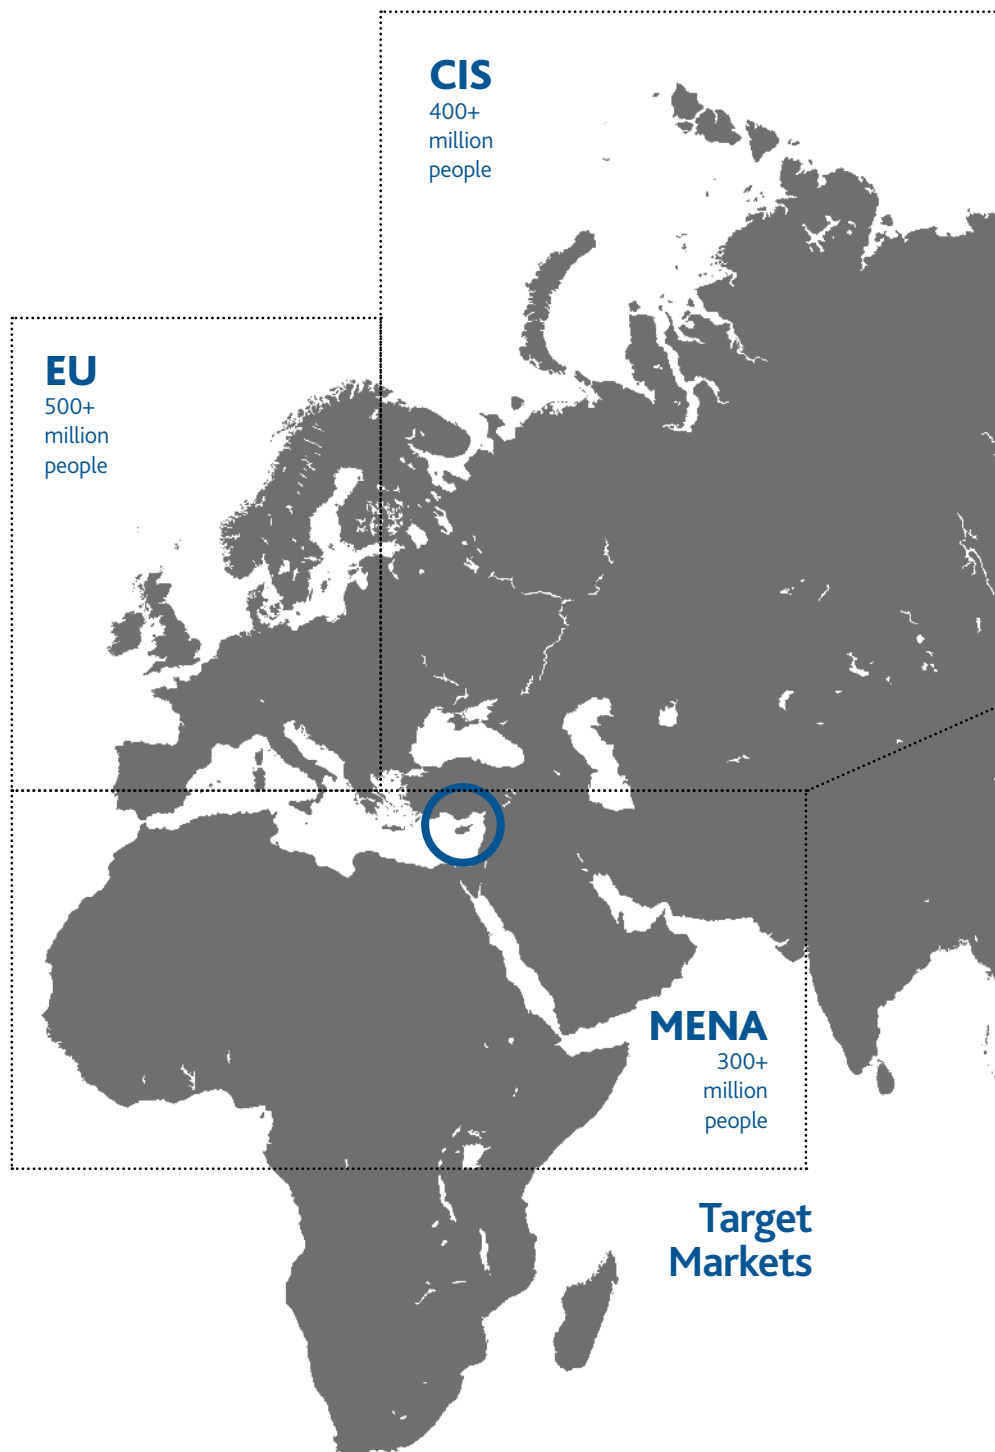 CIS
400+
million
people
EU
500+
million
people
MENA
300+
million
people
Target
Markets